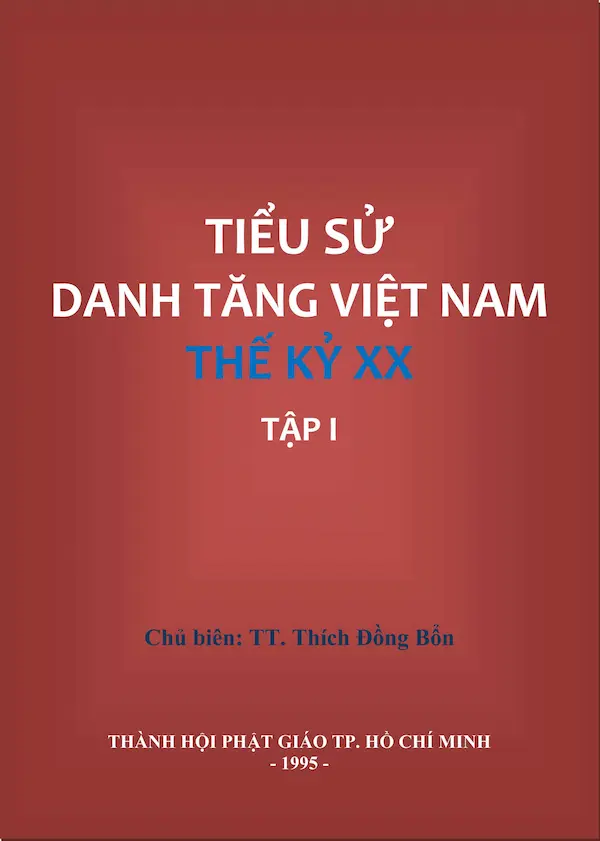 TIỂU SỬ
DANH TĂNG VIỆT NAM
THẾ KỶ XX
TẬP I
Chủ biên: TT. Thích Đồng Bổn
THÀNH HỘI PHẬT GIÁO TP. HỒ CHÍ MINH
- 1995 -